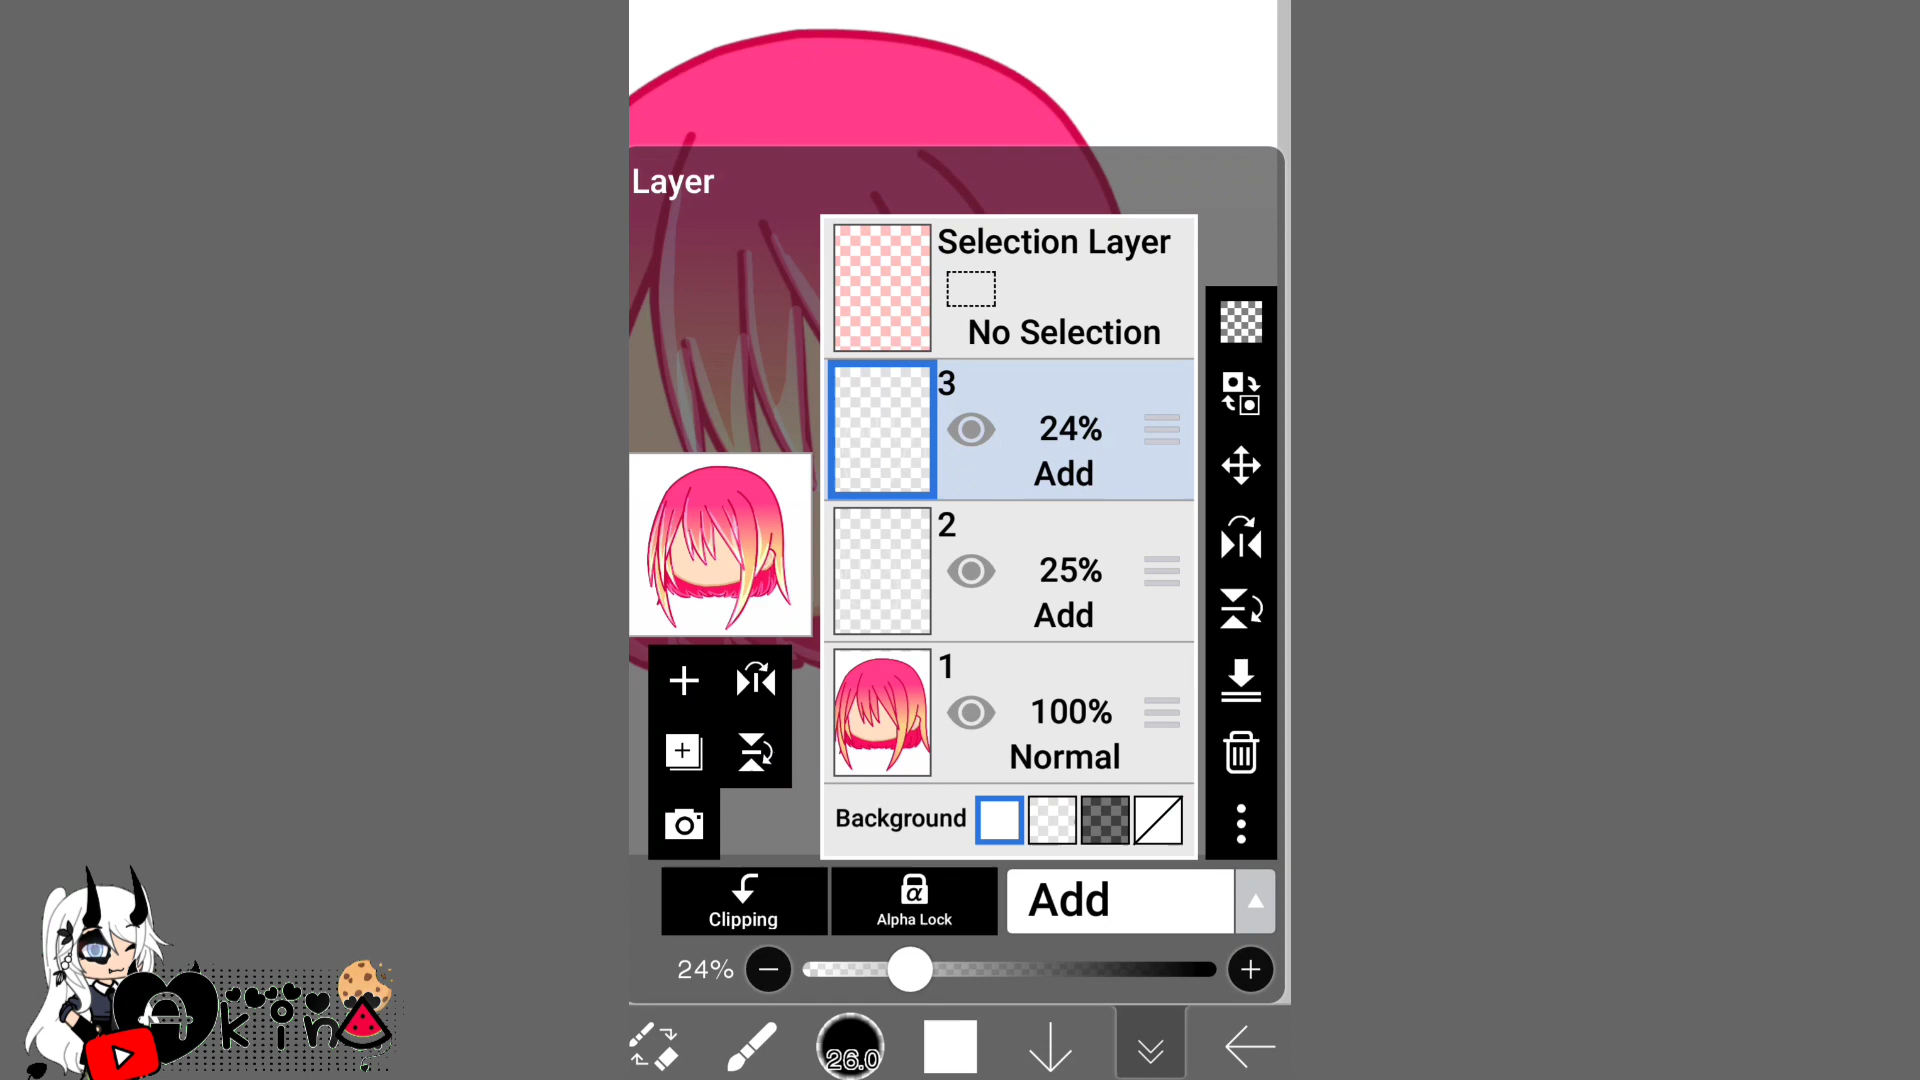 Layer
Selection Layer
No Selection
3
24%
Add
2
25%
Add
1
100%
Normal
Background
Clipping
α
Alpha Lock
Add
24%
26.0
Akina